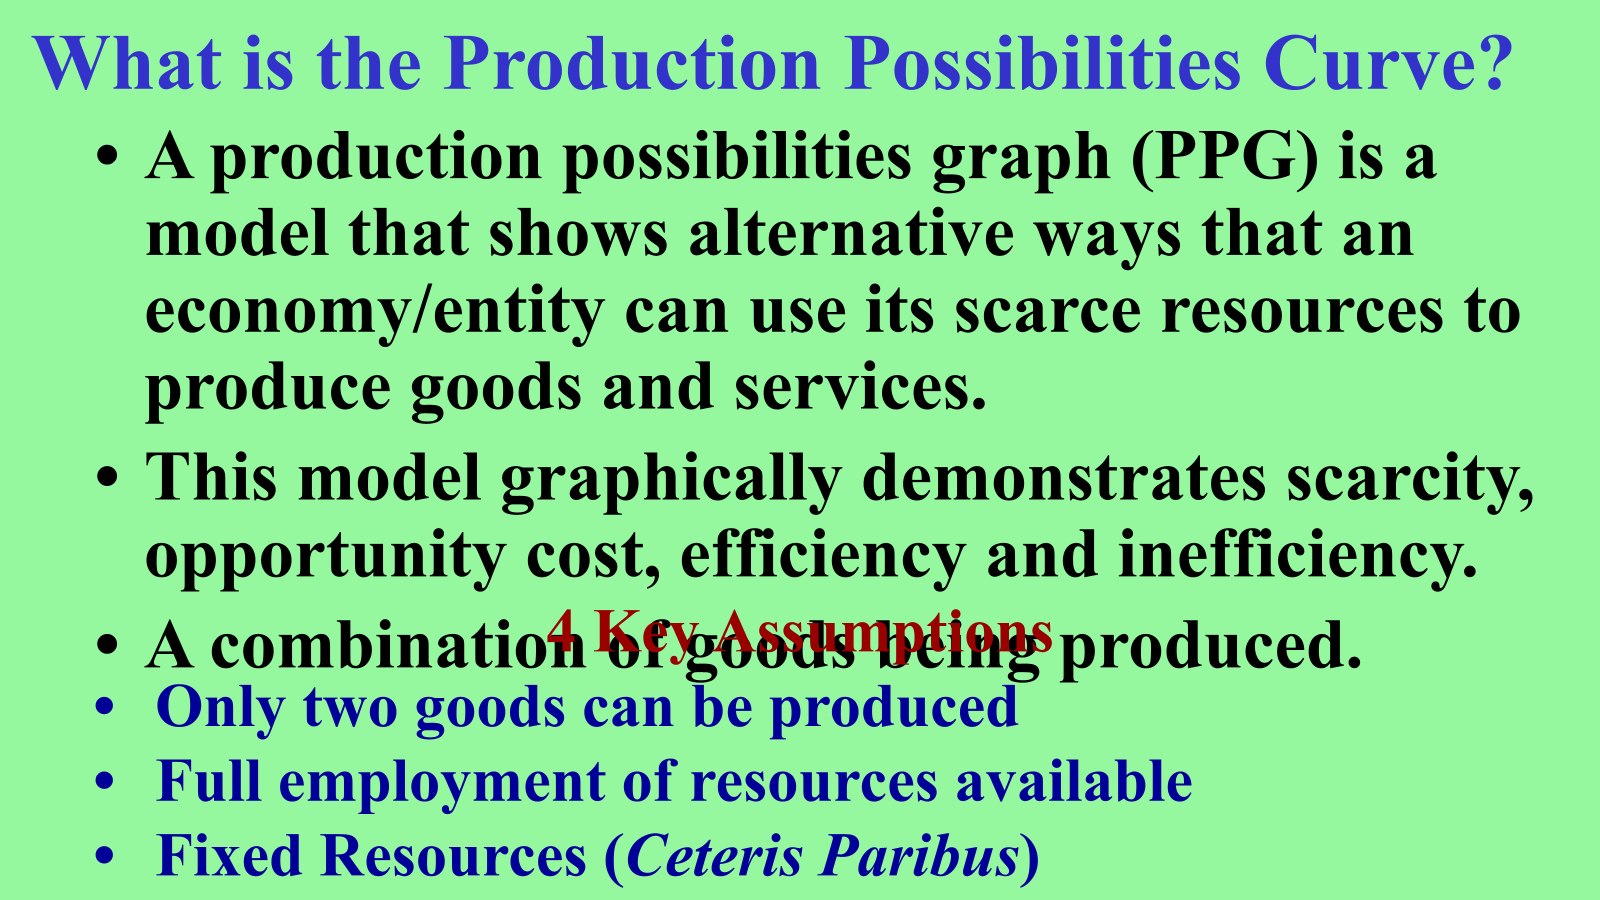 What is the Production Possibilities Curve?
• A production possibilities graph (PPG) is a
model that shows alternative ways that an
economy/entity can use its scarce resources to
produce goods and services.
• This model graphically demonstrates scarcity,
opportunity cost, efficiency and inefficiency.
4 Key Assumptions
• A combination of goods being produced.
• Only two goods can be produced
• Full employment of resources available
• Fixed Resources (Ceteris Paribus)